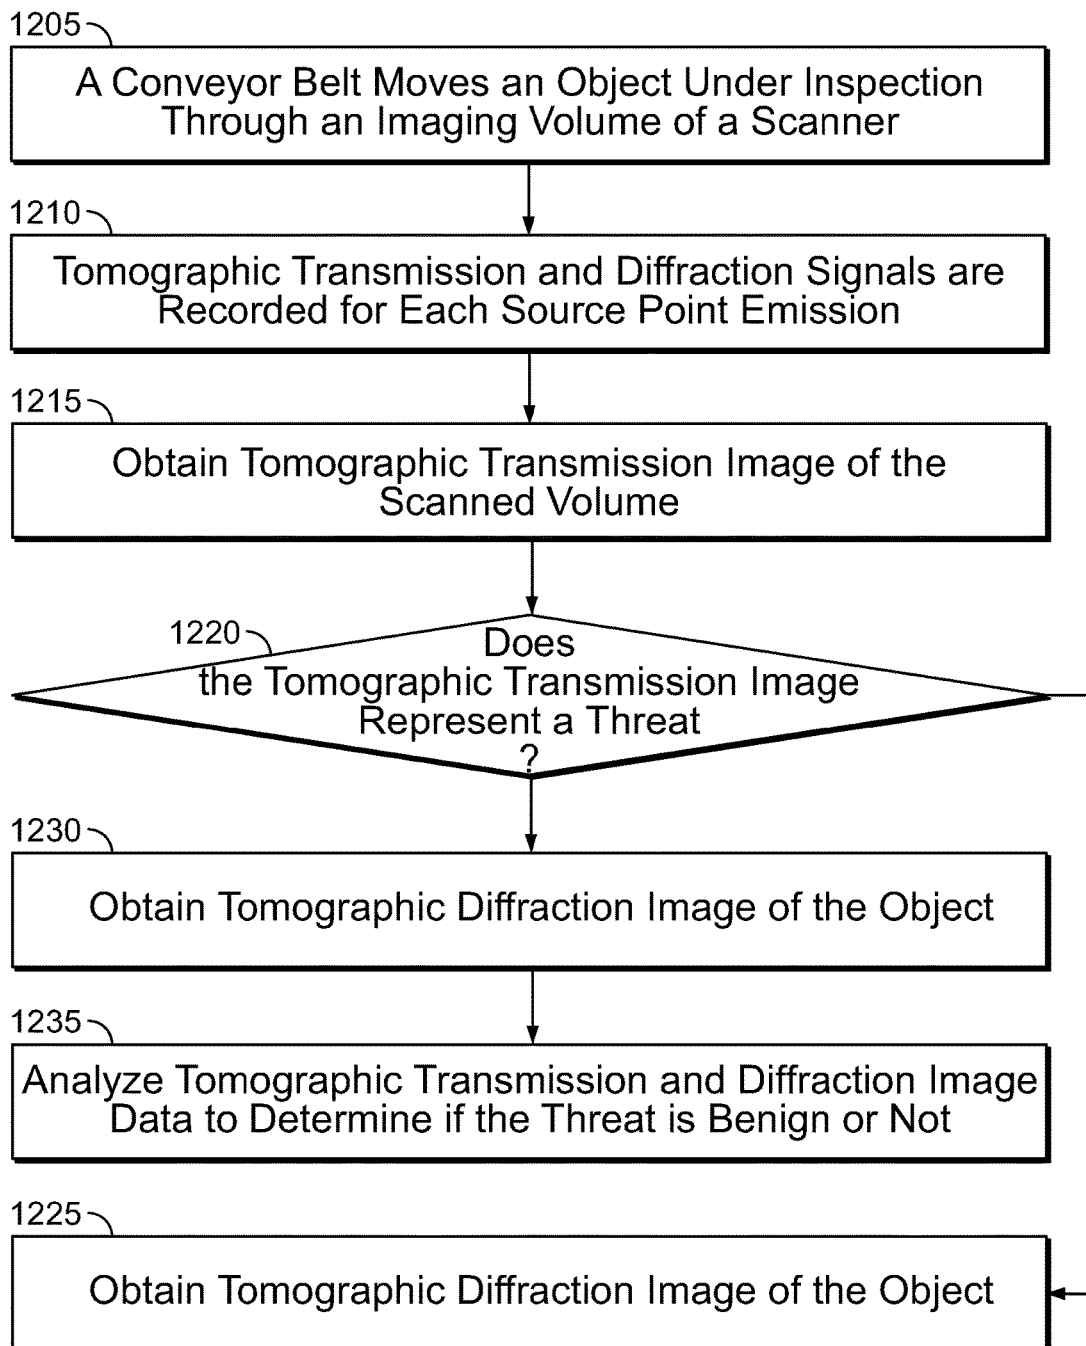 1205
A Conveyor Belt Moves an Object Under Inspection
Through an Imaging Volume of a Scanner
1210
Tomographic Transmission and Diffraction Signals are
Recorded for Each Source Point Emission
1215
Obtain Tomographic Transmission Image of the
Scanned Volume
1220
Does
the Tomographic Transmission Image
Represent a Threat
?
1230
Obtain Tomographic Diffraction Image of the Object
1235
Analyze Tomographic Transmission and Diffraction Image
Data to Determine if the Threat is Benign or Not
1225
Obtain Tomographic Diffraction Image of the Object